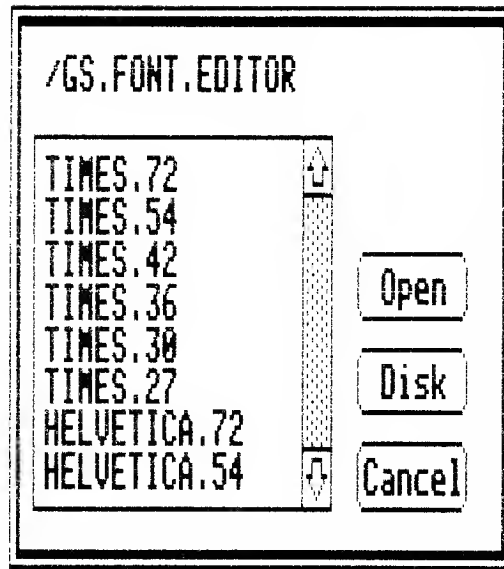 /GS.FONT.EDITOR
TIMES.72
TIMES.54
TIMES.42
TIMES.36
TIMES.30
TIMES.27
HELVETICA.72
HELVETICA.54
Open
Disk
Cancel